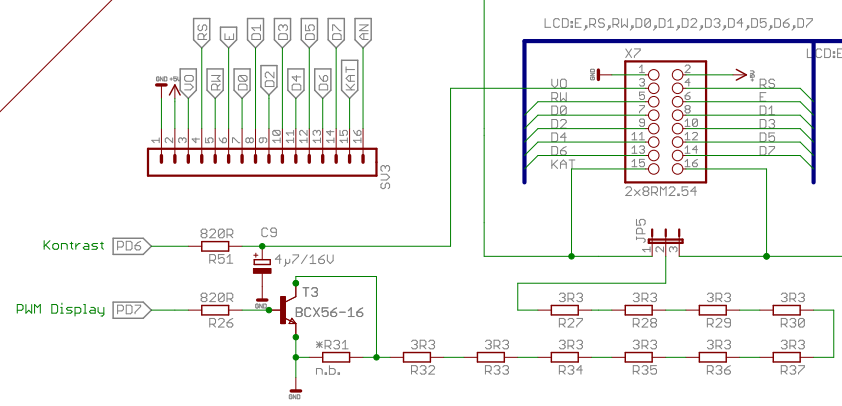 LCD:E,RS,RW,D0,D1,D2,D3,D4,D5,D6,D7
LCD:E
RS E D1 D3 D5 D7 AN
VO RW D0 D2 D4 D6 KAT
GND +5V
1 2 3 4 5 6 7 8 9 10 11 12 13 14 15 16
SV3
X7
GND 1 2 +5V
VO 3 4 RS
RW 5 6 E
D0 7 8 D1
D2 9 10 D3
D4 11 12 D5
D6 13 14 D7
KAT 15 16
2x8RM2.54
JP5
1 2 3
Kontrast PD6 820R R51
C9
+
4µ7/16V
GND
PWM Display PD7 820R R26
T3
BCX56-16
3R3 3R3 3R3 3R3
R27 R28 R29 R30
*R31 3R3 3R3 3R3 3R3 3R3 3R3
n.b. R32 R33 R34 R35 R36 R37
GND